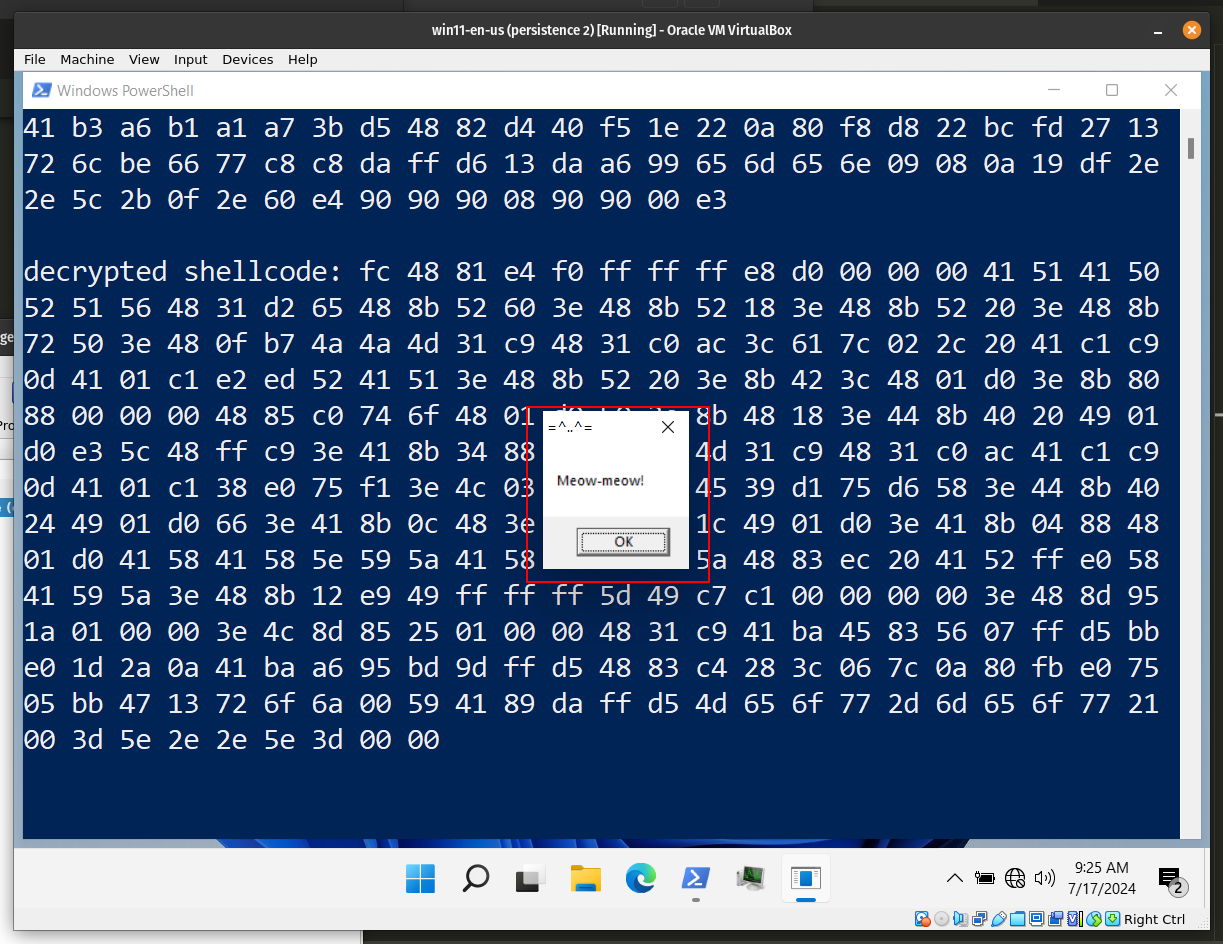 win11-en-us (persistence 2) [Running] - Oracle VM VirtualBox
File Machine View Input Devices Help
Windows PowerShell
41 b3 a6 b1 a1 a7 3b d5 48 82 d4 40 f5 1e 22 0a 80 f8 d8 22 bc fd 27 13
72 6c be 66 77 c8 c8 da ff d6 13 da a6 99 65 6d 65 6e 09 08 0a 19 df 2e
2e 5c 2b 0f 2e 60 e4 90 90 90 08 90 90 00 e3
decrypted shellcode: fc 48 81 e4 f0 ff ff ff e8 d0 00 00 00 41 51 41 50
52 51 56 48 31 d2 65 48 8b 52 60 3e 48 8b 52 18 3e 48 8b 52 20 3e 48 8b
72 50 3e 48 0f b7 4a 4a 4d 31 c9 48 31 c0 ac 3c 61 7c 02 2c 20 41 c1 c9
0d 41 01 c1 e2 ed 52 41 51 3e 48 8b 52 20 3e 8b 42 3c 48 01 d0 3e 8b 80
88 00 00 00 48 85 c0 74 6f 48 01 8b 48 18 3e 44 8b 40 20 49 01
d0 e3 5c 48 ff c9 3e 41 8b 34 88 4d 31 c9 48 31 c0 ac 41 c1 c9
0d 41 01 c1 38 e0 75 f1 3e 4c 03 45 39 d1 75 d6 58 3e 44 8b 40
24 49 01 d0 66 3e 41 8b 0c 48 3e 1c 49 01 d0 3e 41 8b 04 88 48
01 d0 41 58 41 58 5e 59 5a 41 58 5a 48 83 ec 20 41 52 ff e0 58
41 59 5a 3e 48 8b 12 e9 49 ff ff ff 5d 49 c7 c1 00 00 00 00 3e 48 8d 95
1a 01 00 00 3e 4c 8d 85 25 01 00 00 48 31 c9 41 ba 45 83 56 07 ff d5 bb
e0 1d 2a 0a 41 ba a6 95 bd 9d ff d5 48 83 c4 28 3c 06 7c 0a 80 fb e0 75
05 bb 47 13 72 6f 6a 00 59 41 89 da ff d5 4d 65 6f 77 2d 6d 65 6f 77 21
00 3d 5e 2e 2e 5e 3d 00 00
=^..^=
Meow-meow!
OK
9:25 AM
7/17/2024
2
Right Ctrl